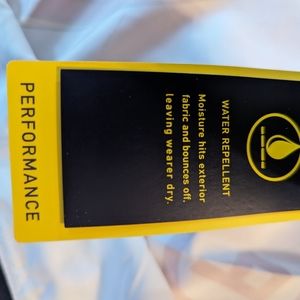 PERFORMANCE
WATER REPELLENT
Moisture hits exterior
fabric and bounces off,
leaving wearer dry.